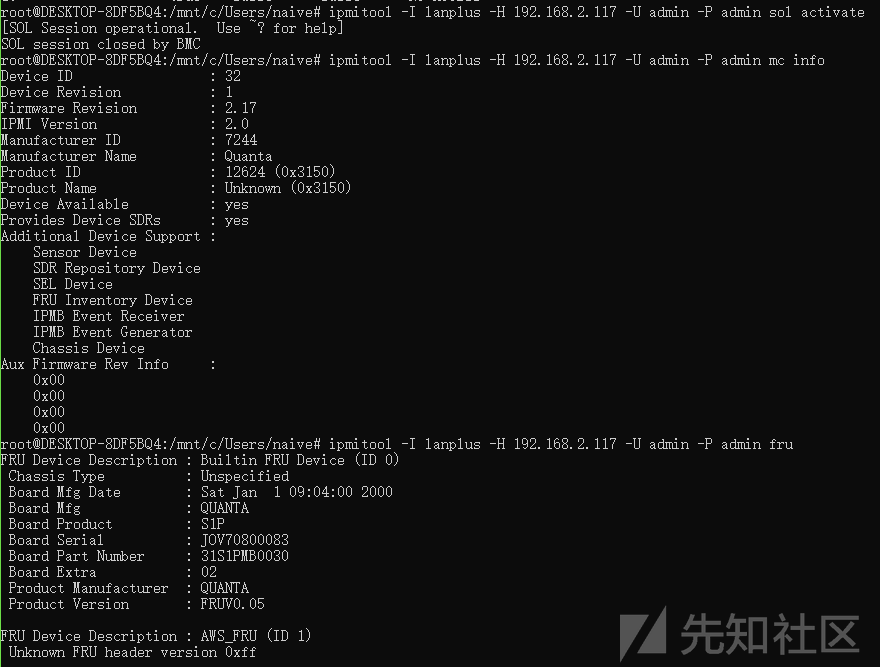 root@DESKTOP-8DF5BQ4:/mnt/c/Users/naive# ipmitool -I lanplus -H 192.168.2.117 -U admin -P admin sol activate
[SOL Session operational.  Use ~? for help]
SOL session closed by BMC
root@DESKTOP-8DF5BQ4:/mnt/c/Users/naive# ipmitool -I lanplus -H 192.168.2.117 -U admin -P admin mc info
Device ID                 : 32
Device Revision           : 1
Firmware Revision         : 2.17
IPMI Version              : 2.0
Manufacturer ID           : 7244
Manufacturer Name         : Quanta
Product ID                : 12624 (0x3150)
Product Name              : Unknown (0x3150)
Device Available          : yes
Provides Device SDRs      : yes
Additional Device Support :
    Sensor Device
    SDR Repository Device
    SEL Device
    FRU Inventory Device
    IPMB Event Receiver
    IPMB Event Generator
    Chassis Device
Aux Firmware Rev Info     :
    0x00
    0x00
    0x00
    0x00
root@DESKTOP-8DF5BQ4:/mnt/c/Users/naive# ipmitool -I lanplus -H 192.168.2.117 -U admin -P admin fru
FRU Device Description : Builtin FRU Device (ID 0)
 Chassis Type          : Unspecified
 Board Mfg Date        : Sat Jan  1 09:04:00 2000
 Board Mfg             : QUANTA
 Board Product         : S1P
 Board Serial          : JOV70800083
 Board Part Number     : 31S1PMB0030
 Board Extra           : 02
 Product Manufacturer  : QUANTA
 Product Version       : FRUV0.05
FRU Device Description : AWS_FRU (ID 1)
 Unknown FRU header version 0xff
先知社区